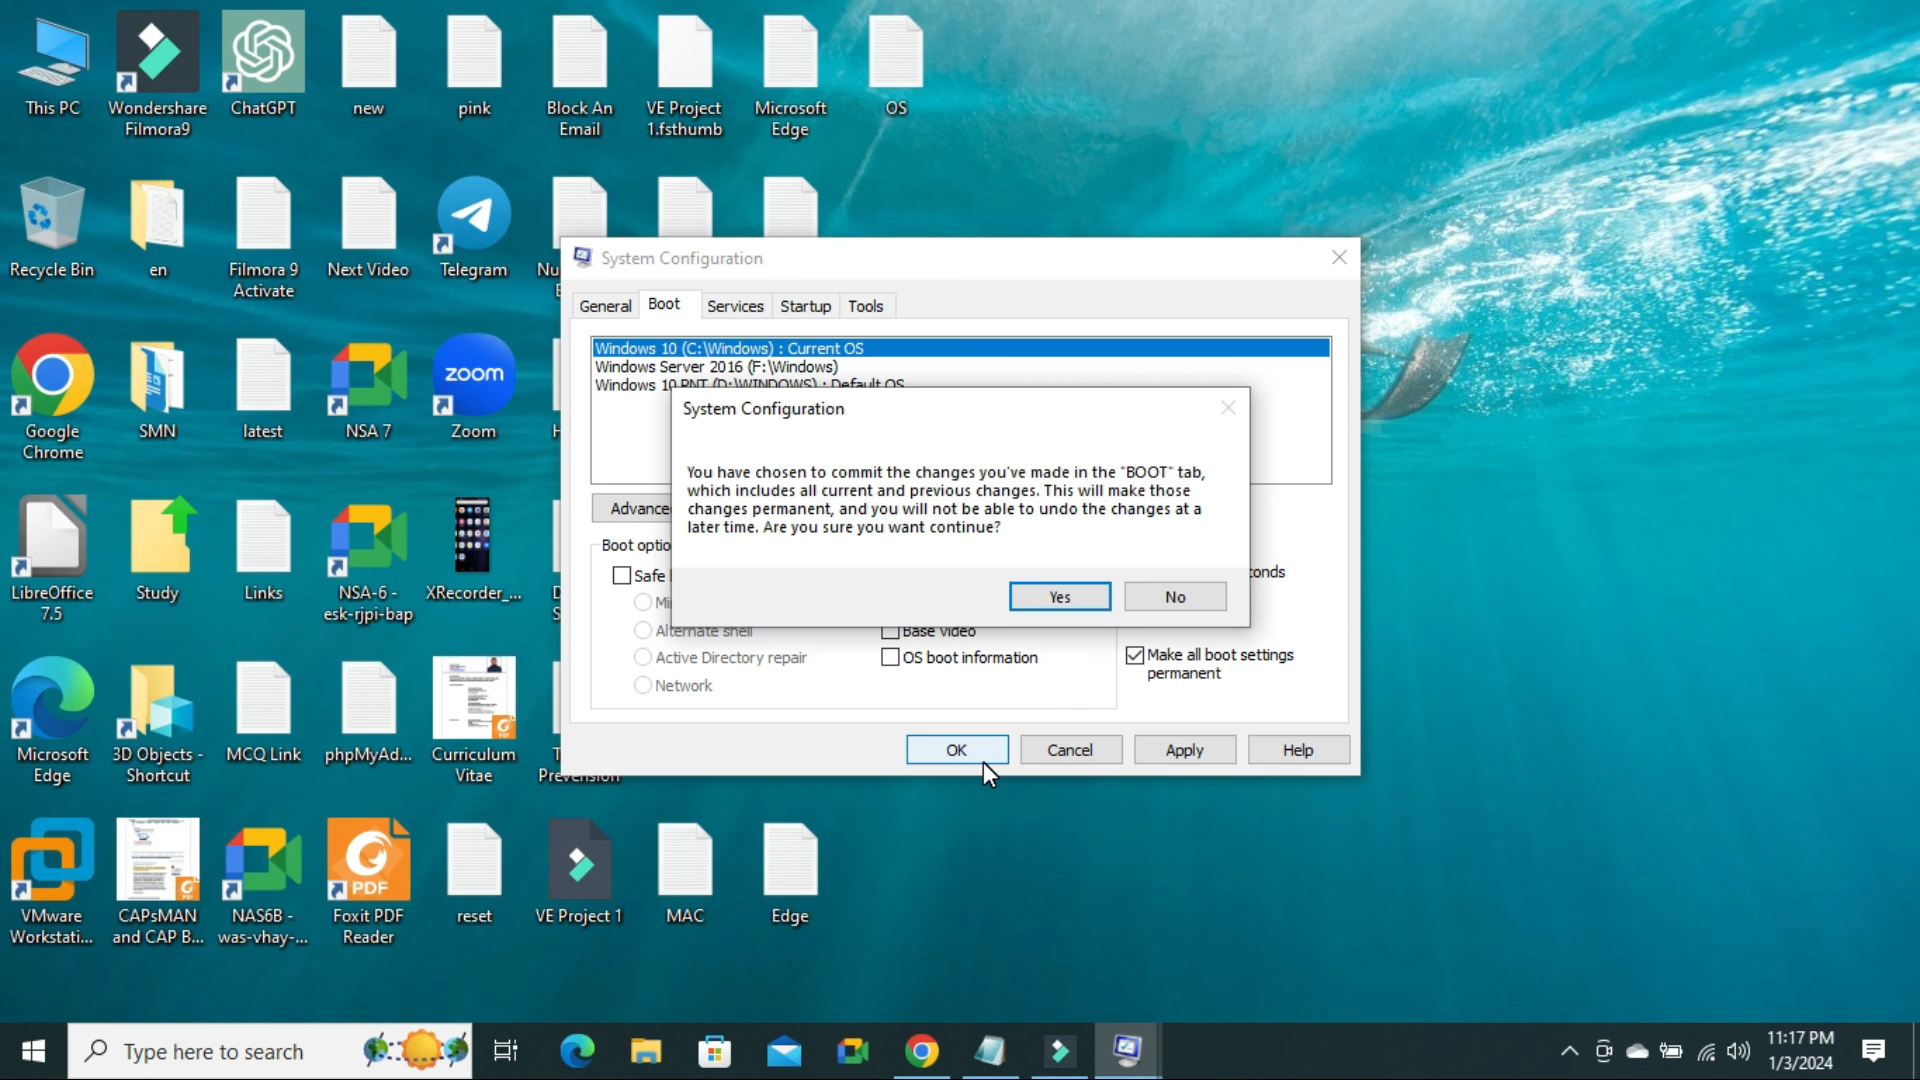 This PC
Wondershare
Filmora9
ChatGPT
new
pink
Block An
Email
VE Project
1.fsthumb
Microsoft
Edge
OS
Recycle Bin
en
Filmora 9
Activate
Next Video
Telegram
Google
Chrome
SMN
latest
NSA 7
zoom
Zoom
LibreOffice
7.5
Study
Links
NSA-6 -
esk-rjpi-bap
XRecorder_...
Microsoft
Edge
3D Objects -
Shortcut
MCQ Link
phpMyAd...
Curriculum
Vitae
Prevension
VMware
Workstati...
CAPsMAN
and CAP B...
NAS6B -
was-vhay-...
PDF
Foxit PDF
Reader
reset
VE Project 1
MAC
Edge
System Configuration
General
Boot
Services
Startup
Tools
Windows 10 (C:\Windows) : Current OS
Windows Server 2016 (F:\Windows)
Windows 10 PNT (D:\WINDOWS) : Default OS
System Configuration
You have chosen to commit the changes you've made in the "BOOT" tab,
which includes all current and previous changes. This will make those
changes permanent, and you will not be able to undo the changes at a
later time. Are you sure you want continue?
Yes
No
Safe
Alternate shell
Active Directory repair
Network
Base video
OS boot information
Make all boot settings
permanent
OK
Cancel
Apply
Help
Type here to search
11:17 PM
1/3/2024